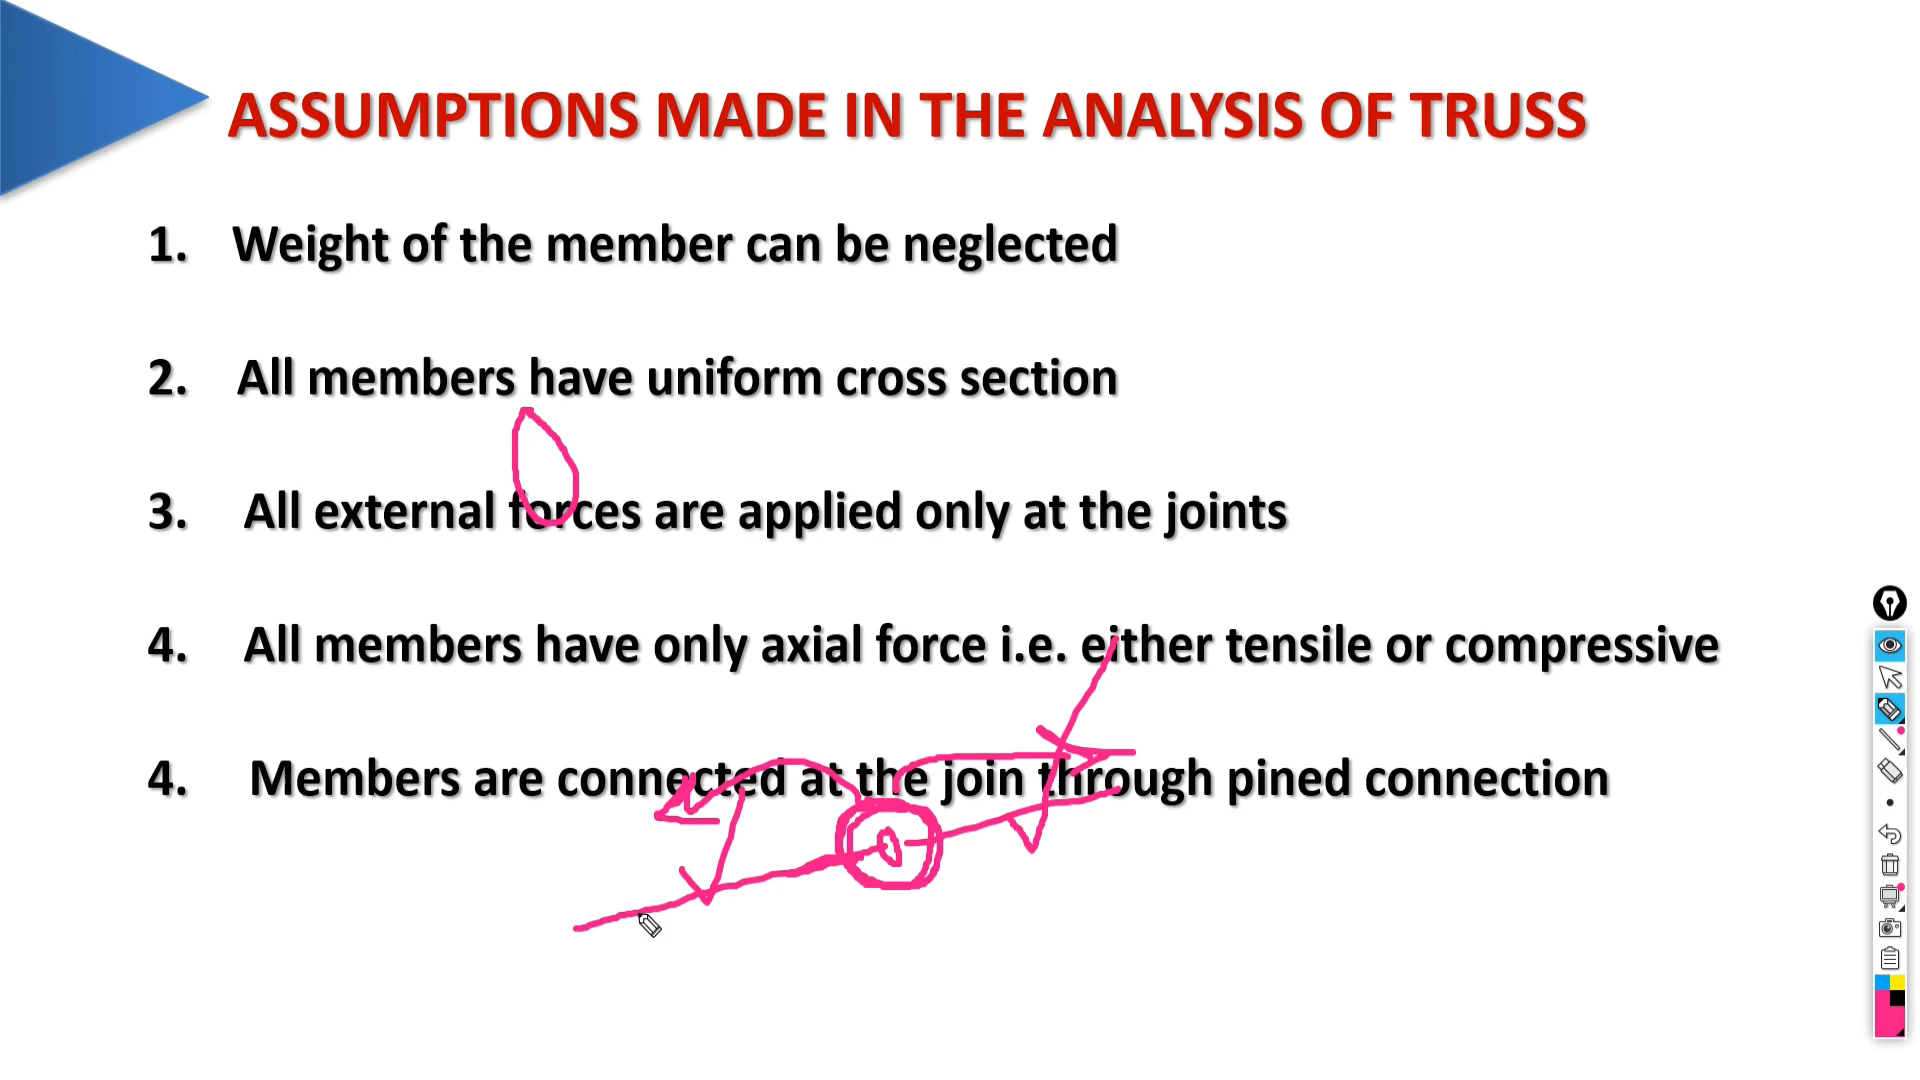 ASSUMPTIONS MADE IN THE ANALYSIS OF TRUSS
1. Weight of the member can be neglected
2. All members have uniform cross section
3. All external forces are applied only at the joints
4. All members have only axial force i.e. either tensile or compressive
4. Members are connected at the join through pined connection